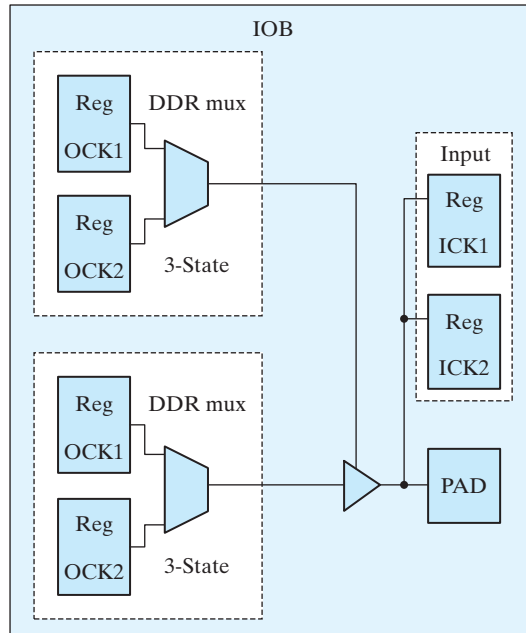 IOB
Reg
OCK1
DDR mux
Reg
OCK2
3-State
Input
Reg
ICK1
Reg
ICK2
Reg
OCK1
DDR mux
Reg
OCK2
3-State
PAD